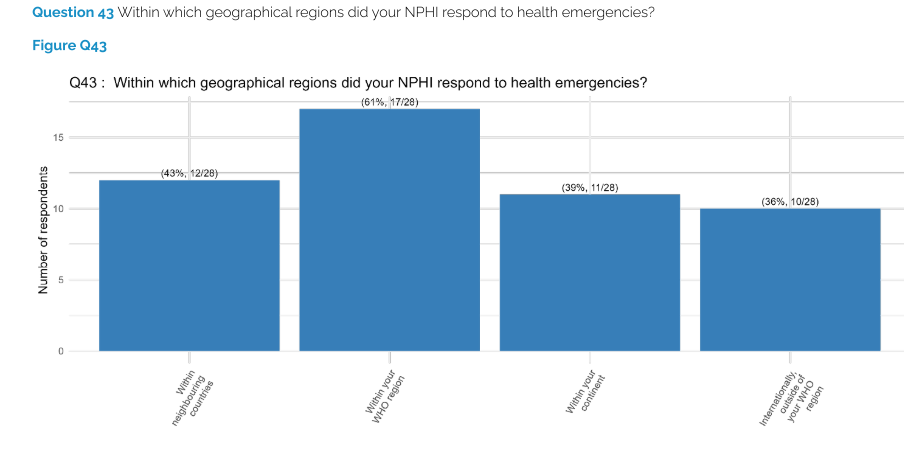 Question 43 Within which geographical regions did your NPHI respond to health emergencies?
Figure Q43
Q43 : Within which geographical regions did your NPHI respond to health emergencies?
Number of respondents
15
10
5
0
(43%, 12/28)
(61%, 17/28)
(39%, 11/28)
(36%, 10/28)
Within
neighbouring
countries
Within your
WHO region
Within your
continent
Internationally,
outside of
your WHO
region